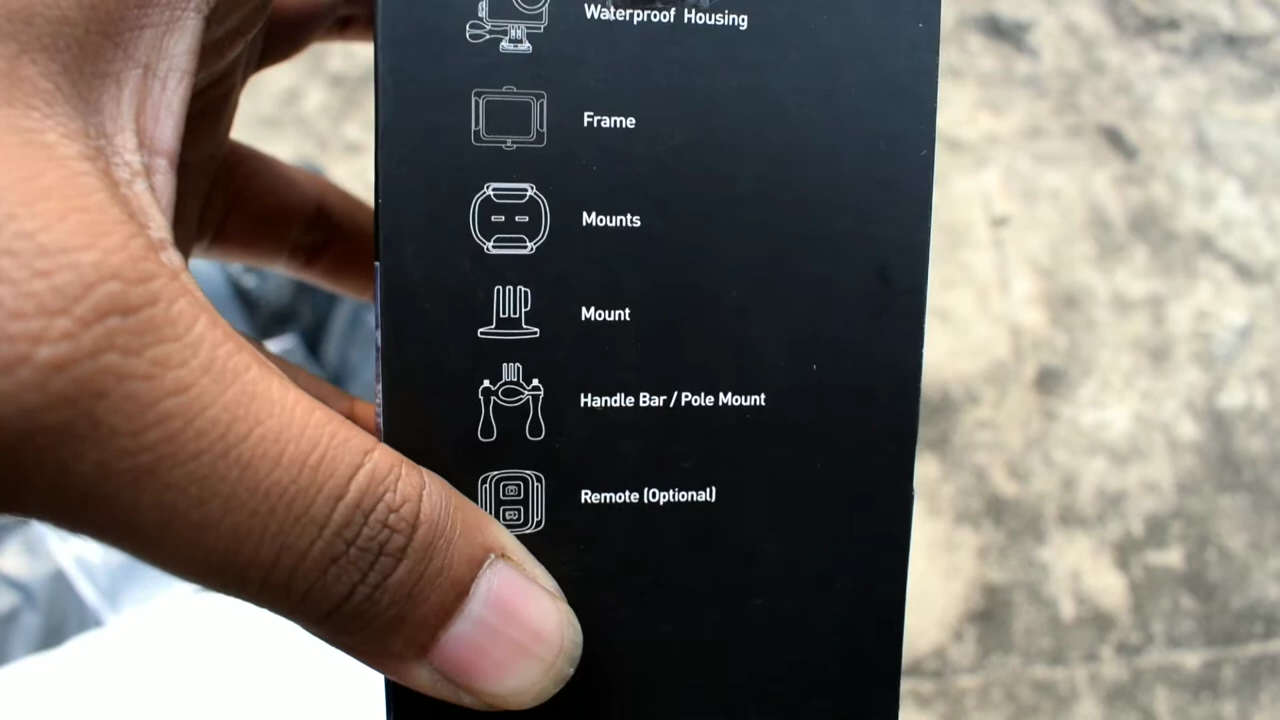 Waterproof Housing
Frame
Mounts
Mount
Handle Bar / Pole Mount
Remote (Optional)